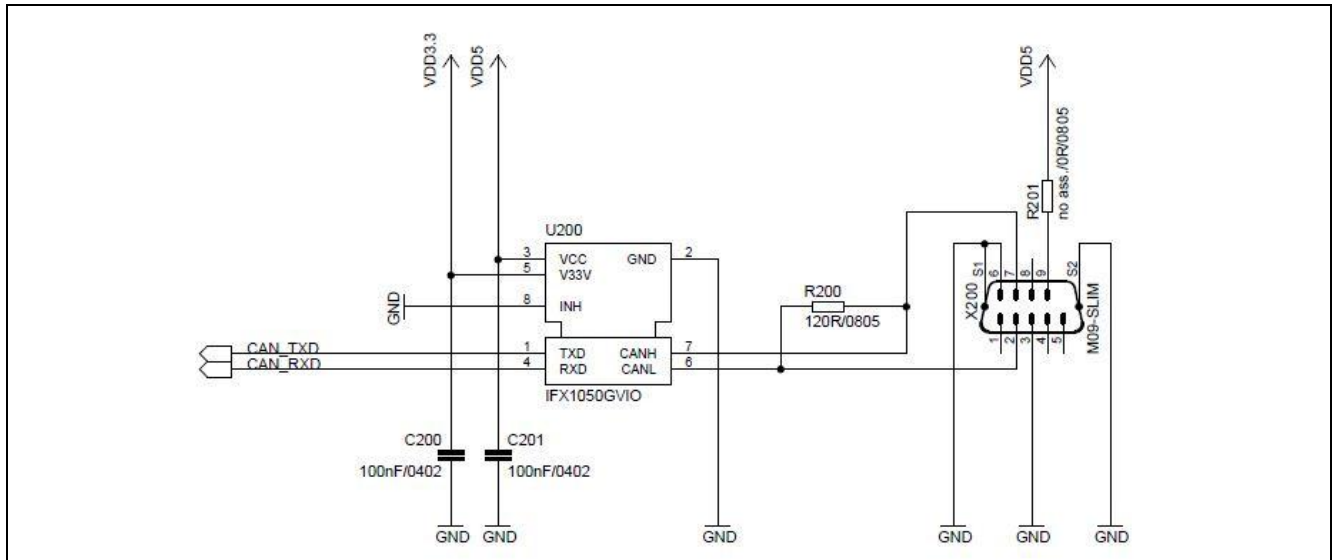 VDD3.3
VDD5
VDD5
R201
no ass./0R/0805
U200
3
VCC
GND
2
5
V33V
GND
8
INH
R200
120R/0805
X200
M09-SLIM
S1
6
7
8
9
S2
1
2
3
4
5
CAN_TXD
1
TXD
CANH
7
CAN_RXD
4
RXD
CANL
6
IFX1050GVIO
C200
100nF/0402
C201
100nF/0402
GND
GND
GND
GND
GND
GND